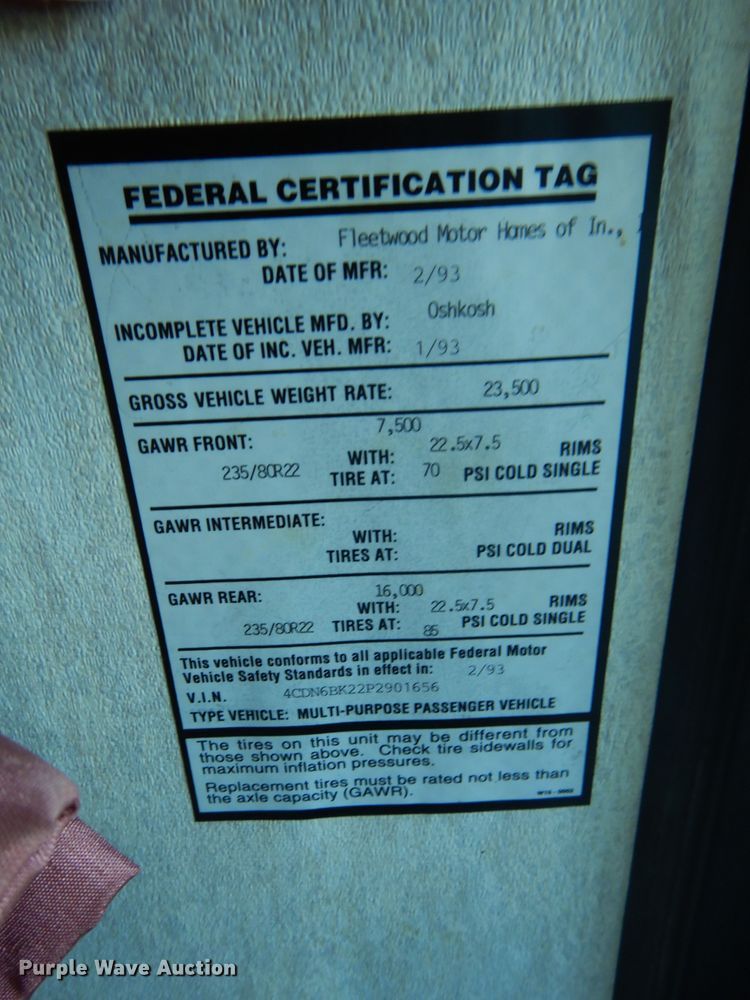 FEDERAL CERTIFICATION TAG
MANUFACTURED BY: Fleetwood Motor Homes of In.,
DATE OF MFR: 2/93
INCOMPLETE VEHICLE MFD. BY: Oshkosh
DATE OF INC. VEH. MFR: 1/93
GROSS VEHICLE WEIGHT RATE: 23,500
GAWR FRONT: 7,500
WITH: 22.5x7.5 RIMS
235/80R22 TIRE AT: 70 PSI COLD SINGLE
GAWR INTERMEDIATE:
WITH: RIMS
TIRES AT: PSI COLD DUAL
GAWR REAR: 16,000
WITH: 22.5x7.5 RIMS
235/80R22 TIRES AT: 85 PSI COLD SINGLE
This vehicle conforms to all applicable Federal Motor
Vehicle Safety Standards in effect in: 2/93
V.I.N. 4CDN6BK22P2901656
TYPE VEHICLE: MULTI-PURPOSE PASSENGER VEHICLE
The tires on this unit may be different from
those shown above. Check tire sidewalls for
maximum inflation pressures.
Replacement tires must be rated not less than
the axle capacity (GAWR).
Purple Wave Auction